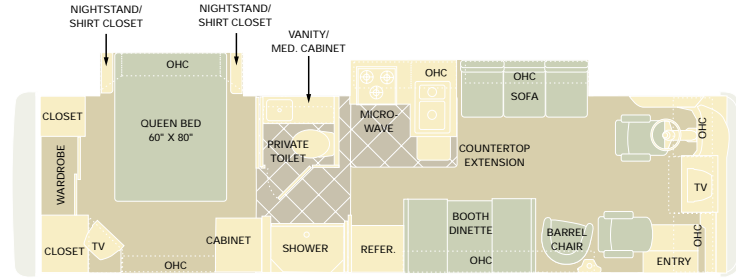 NIGHTSTAND/
SHIRT CLOSET
NIGHTSTAND/
SHIRT CLOSET
VANITY/
MED. CABINET
OHC
OHC
OHC
SOFA
CLOSET
QUEEN BED
60" X 80"
MICRO-
WAVE
OHC
PRIVATE
TOILET
COUNTERTOP
EXTENSION
WARDROBE
TV
BOOTH
DINETTE
BARREL
CHAIR
CABINET
CLOSET
TV
SHOWER
REFER.
OHC
OHC
OHC
ENTRY